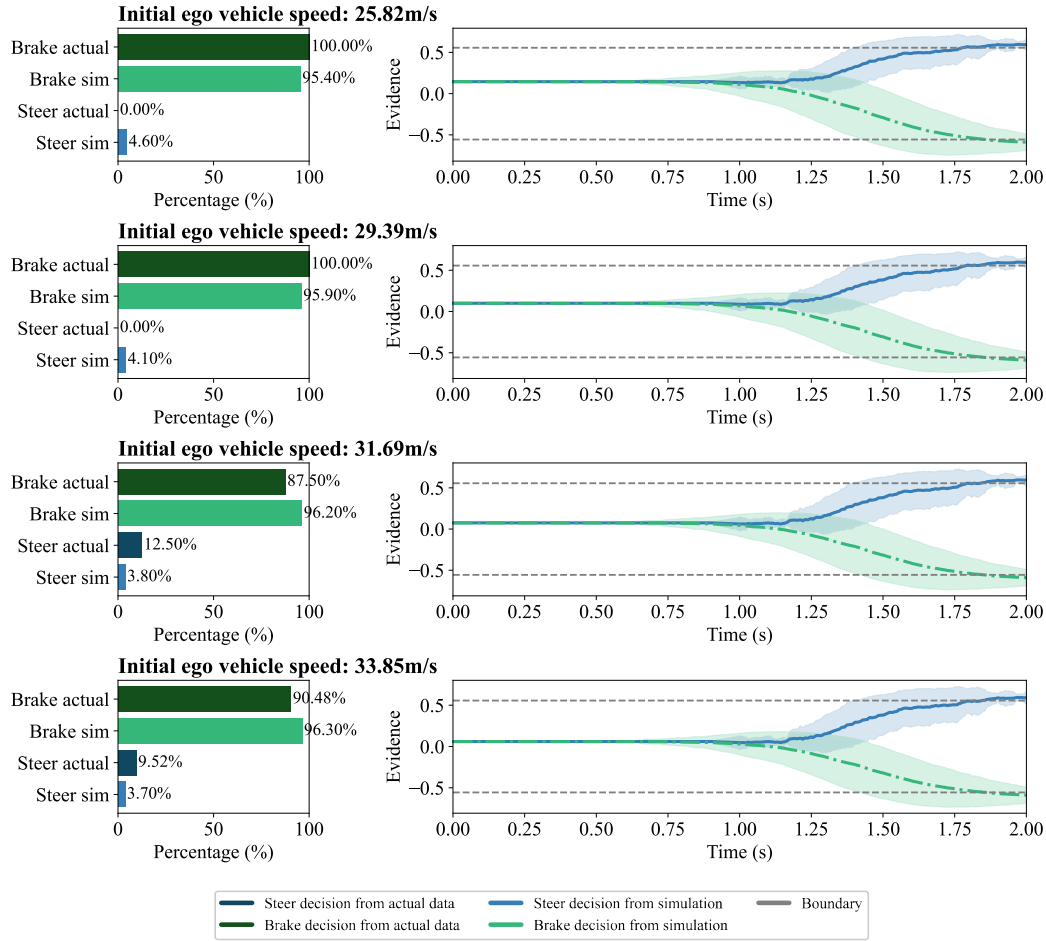 Initial ego vehicle speed: 25.82m/s
Brake actual
100.00%
Brake sim
95.40%
Steer actual
0.00%
Steer sim
4.60%
0
50
100
Percentage (%)
Evidence
0.5
0.0
−0.5
0.00
0.25
0.50
0.75
1.00
1.25
1.50
1.75
2.00
Time (s)
Initial ego vehicle speed: 29.39m/s
Brake actual
100.00%
Brake sim
95.90%
Steer actual
0.00%
Steer sim
4.10%
0
50
100
Percentage (%)
Evidence
0.5
0.0
−0.5
0.00
0.25
0.50
0.75
1.00
1.25
1.50
1.75
2.00
Time (s)
Initial ego vehicle speed: 31.69m/s
Brake actual
87.50%
Brake sim
96.20%
Steer actual
12.50%
Steer sim
3.80%
0
50
100
Percentage (%)
Evidence
0.5
0.0
−0.5
0.00
0.25
0.50
0.75
1.00
1.25
1.50
1.75
2.00
Time (s)
Initial ego vehicle speed: 33.85m/s
Brake actual
90.48%
Brake sim
96.30%
Steer actual
9.52%
Steer sim
3.70%
0
50
100
Percentage (%)
Evidence
0.5
0.0
−0.5
0.00
0.25
0.50
0.75
1.00
1.25
1.50
1.75
2.00
Time (s)
Steer decision from actual data
Brake decision from actual data
Steer decision from simulation
Brake decision from simulation
Boundary